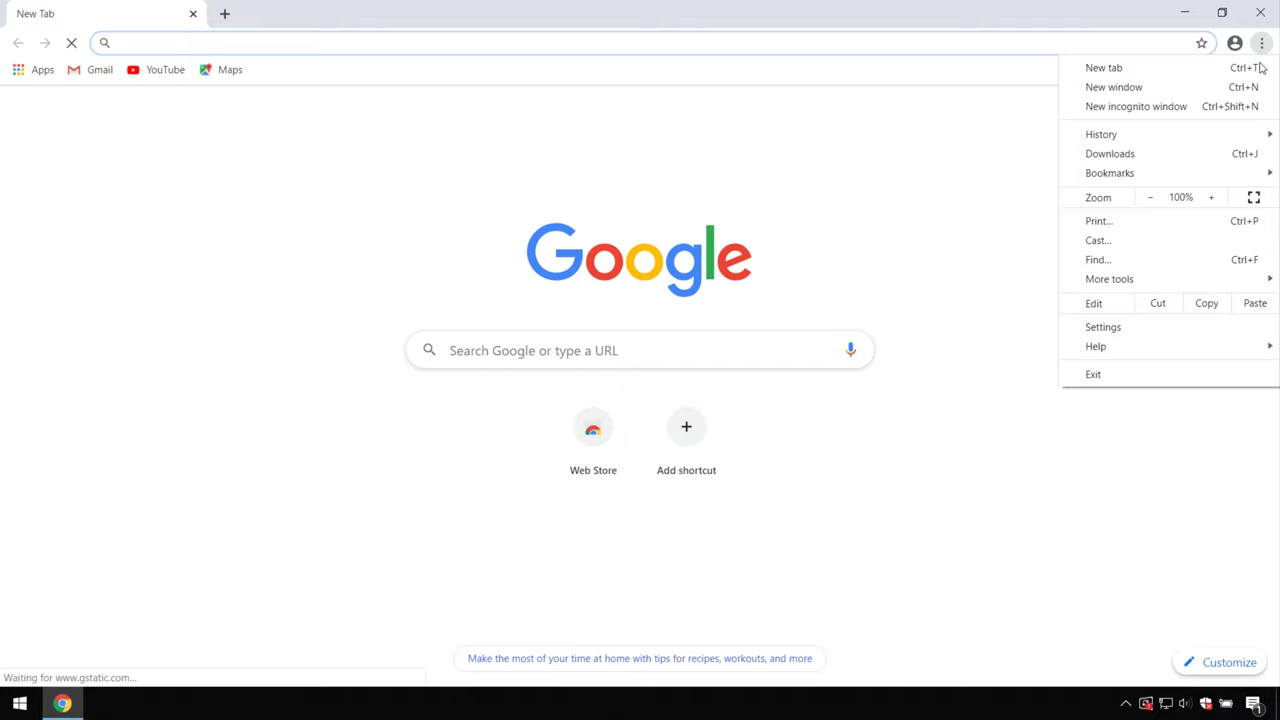 New Tab
Apps Gmail YouTube Maps
New tab Ctrl+T
New window Ctrl+N
New incognito window Ctrl+Shift+N
History
Downloads Ctrl+J
Bookmarks
Zoom - 100% +
Print... Ctrl+P
Cast...
Find... Ctrl+F
More tools
Edit Cut Copy Paste
Settings
Help
Exit
Google
Search Google or type a URL
Web Store Add shortcut
Make the most of your time at home with tips for recipes, workouts, and more
Customize
Waiting for www.gstatic.com...
1